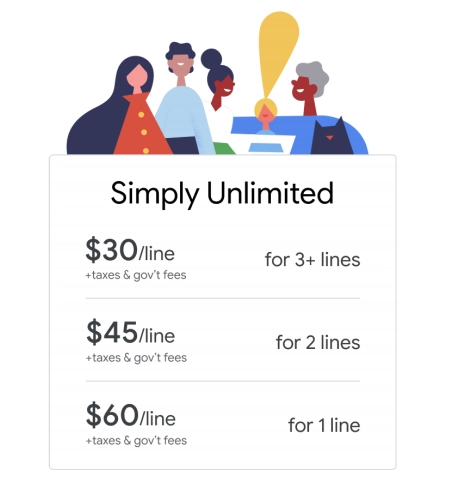 Simply Unlimited
$30/line
for 3+ lines
+taxes & gov't fees
$45/line
for 2 lines
+taxes & gov't fees
$60/line
for 1 line
+taxes & gov't fees